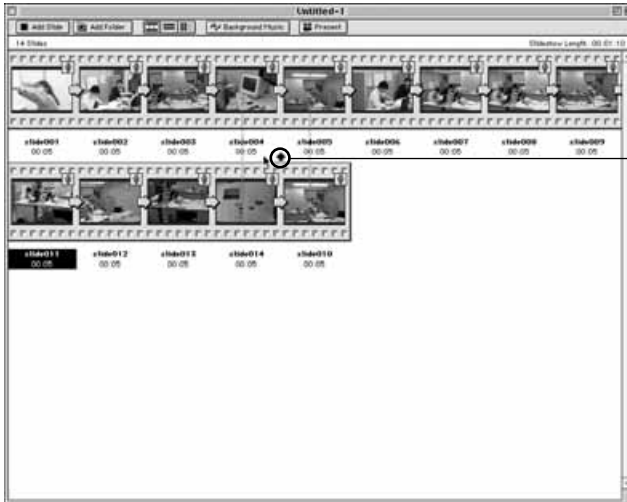 Untitled-1
Add Slide Add Folder Background Music Present
14 Slides Slideshow Length: 00:01:10
slide001 slide002 slide003 slide004 slide005 slide006 slide007 slide008 slide009
00:05 00:05 00:05 00:05 00:05 00:05 00:05 00:05 00:05
slide011 slide012 slide013 slide014 slide010
00:05 00:05 00:05 00:05 00:05